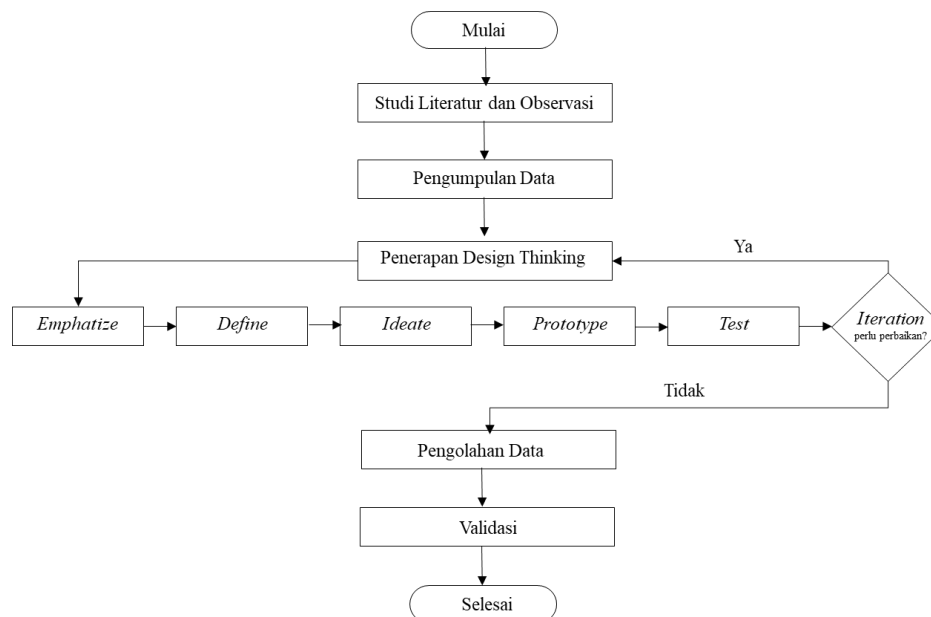 Mulai
Studi Literatur dan Observasi
Pengumpulan Data
Penerapan Design Thinking
Ya
Emphatize
Define
Ideate
Prototype
Test
Iteration
perlu perbaikan?
Tidak
Pengolahan Data
Validasi
Selesai